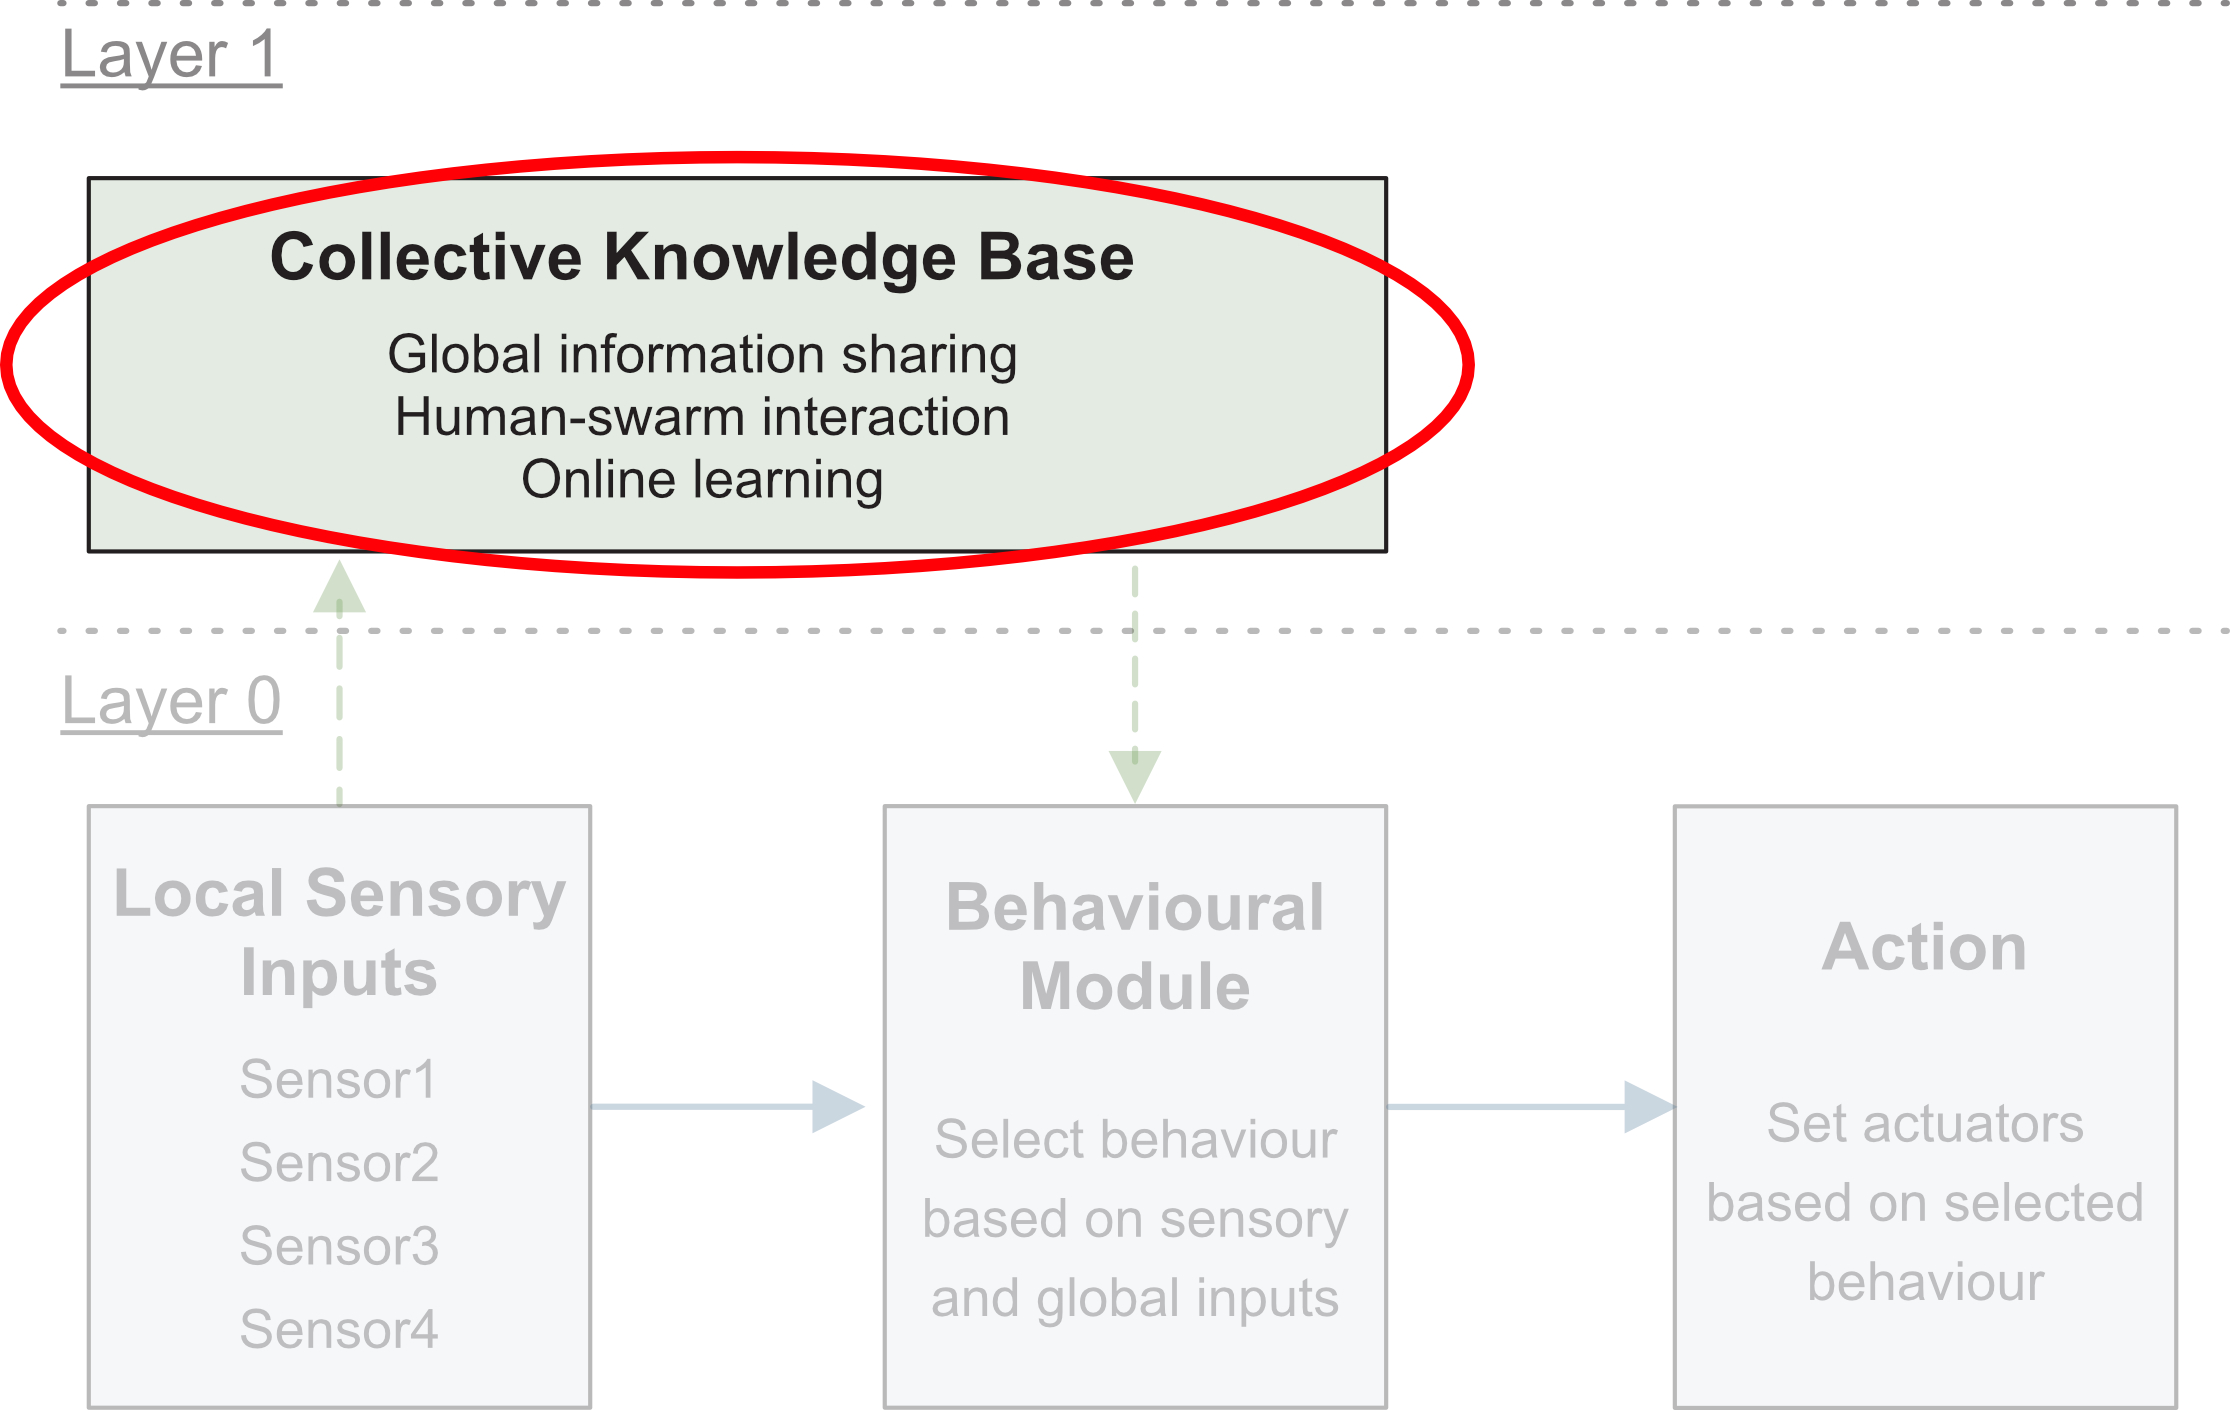 Layer 1
Collective Knowledge Base
Global information sharing
Human-swarm interaction
Online learning
Layer 0
Local Sensory
Inputs
Sensor1
Sensor2
Sensor3
Sensor4
Behavioural
Module
Select behaviour
based on sensory
and global inputs
Action
Set actuators
based on selected
behaviour